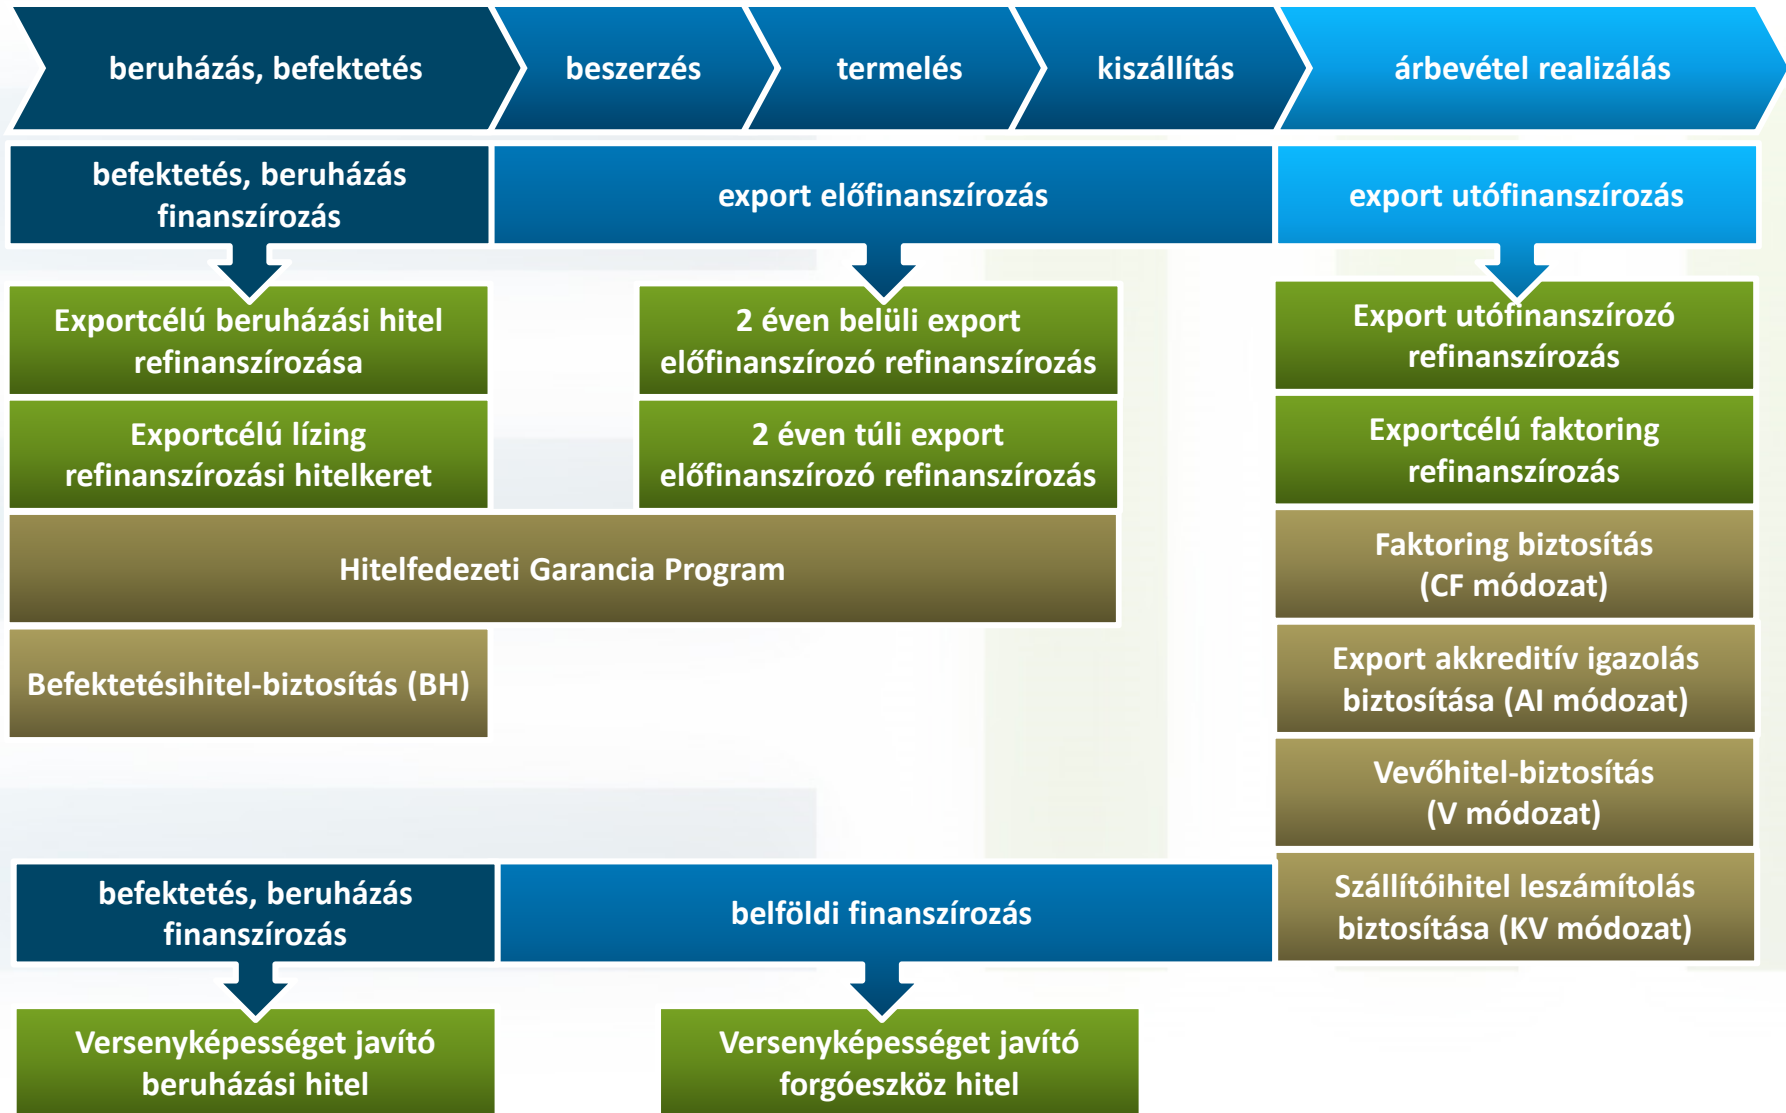 beruházás, befektetés
beszerzés
termelés
kiszállítás
árbevétel realizálás
befektetés, beruházás
finanszírozás
export előfinanszírozás
export utófinanszírozás
Exportcélú beruházási hitel
refinanszírozása
2 éven belüli export
előfinanszírozó refinanszírozás
Export utófinanszírozó
refinanszírozás
Exportcélú lízing
refinanszírozási hitelkeret
2 éven túli export
előfinanszírozó refinanszírozás
Exportcélú faktoring
refinanszírozás
Hitelfedezeti Garancia Program
Faktoring biztosítás
(CF módozat)
Befektetésihitel-biztosítás (BH)
Export akkreditív igazolás
biztosítása (AI módozat)
Vevőhitel-biztosítás
(V módozat)
befektetés, beruházás
finanszírozás
belföldi finanszírozás
Szállítóihitel leszámítolás
biztosítása (KV módozat)
Versenyképességet javító
beruházási hitel
Versenyképességet javító
forgóeszköz hitel